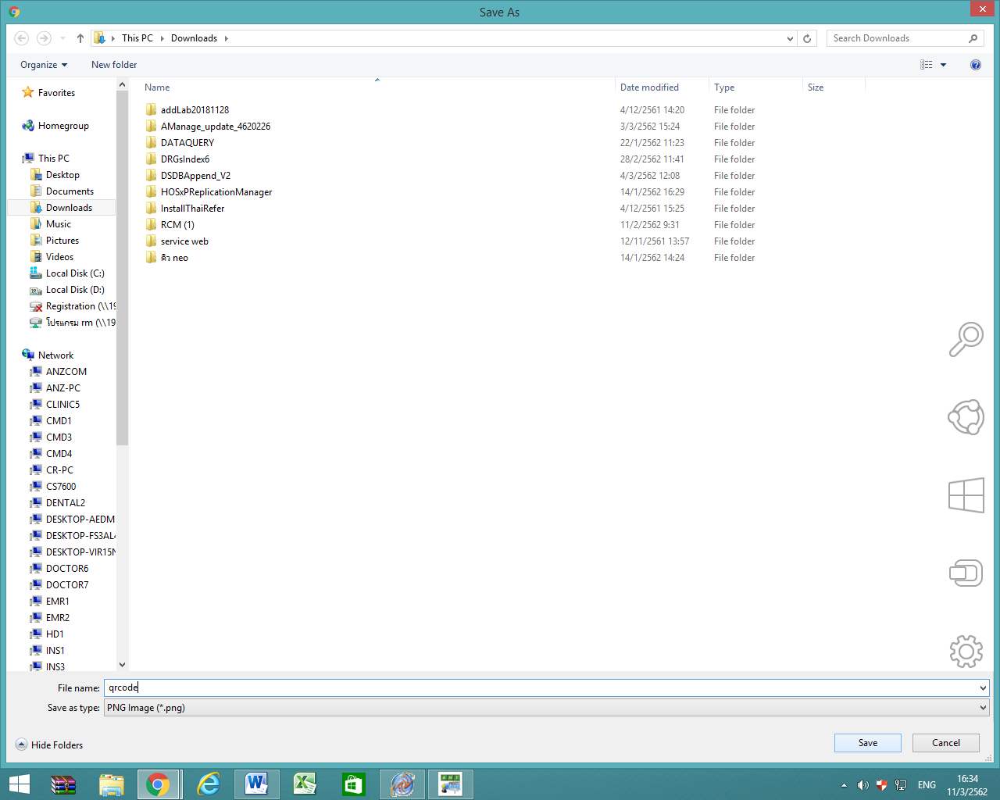 Save As
This PC
Downloads
Search Downloads
Organize
New folder
Name
Date modified
Type
Size
Favorites
Homegroup
This PC
Desktop
Documents
Downloads
Music
Pictures
Videos
Local Disk (C:)
Local Disk (D:)
Registration (\\19
โปรแกรม rm (\\19
Network
ANZCOM
ANZ-PC
CLINIC5
CMD1
CMD3
CMD4
CR-PC
CS7600
DENTAL2
DESKTOP-AEDM
DESKTOP-FS3AL4
DESKTOP-VIR15N
DOCTOR6
DOCTOR7
EMR1
EMR2
HD1
INS1
INS3
addLab20181128 4/12/2561 14:20 File folder
AManage_update_4620226 3/3/2562 15:24 File folder
DATAQUERY 22/1/2562 11:23 File folder
DRGsIndex6 28/2/2562 11:41 File folder
DSDBAppend_V2 4/3/2562 12:08 File folder
HOSxPReplicationManager 14/1/2562 16:29 File folder
InstallThaiRefer 4/12/2561 15:25 File folder
RCM (1) 11/2/2562 9:31 File folder
service web 12/11/2561 13:57 File folder
คิว neo 14/1/2562 14:24 File folder
File name: qrcode
Save as type: PNG Image (*.png)
Hide Folders
Save
Cancel
ENG
16:34
11/3/2562